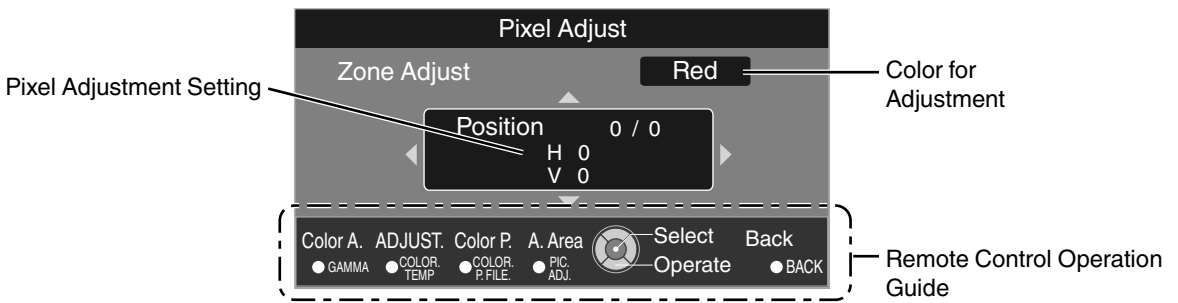 Pixel Adjust
Zone Adjust Red
Pixel Adjustment Setting
Color for
Adjustment
Position 0 / 0
H 0
V 0
Color A. ADJUST. Color P. A. Area Select Back
GAMMA COLOR. TEMP COLOR. P. FILE. PIC. ADJ. Operate BACK
Remote Control Operation
Guide